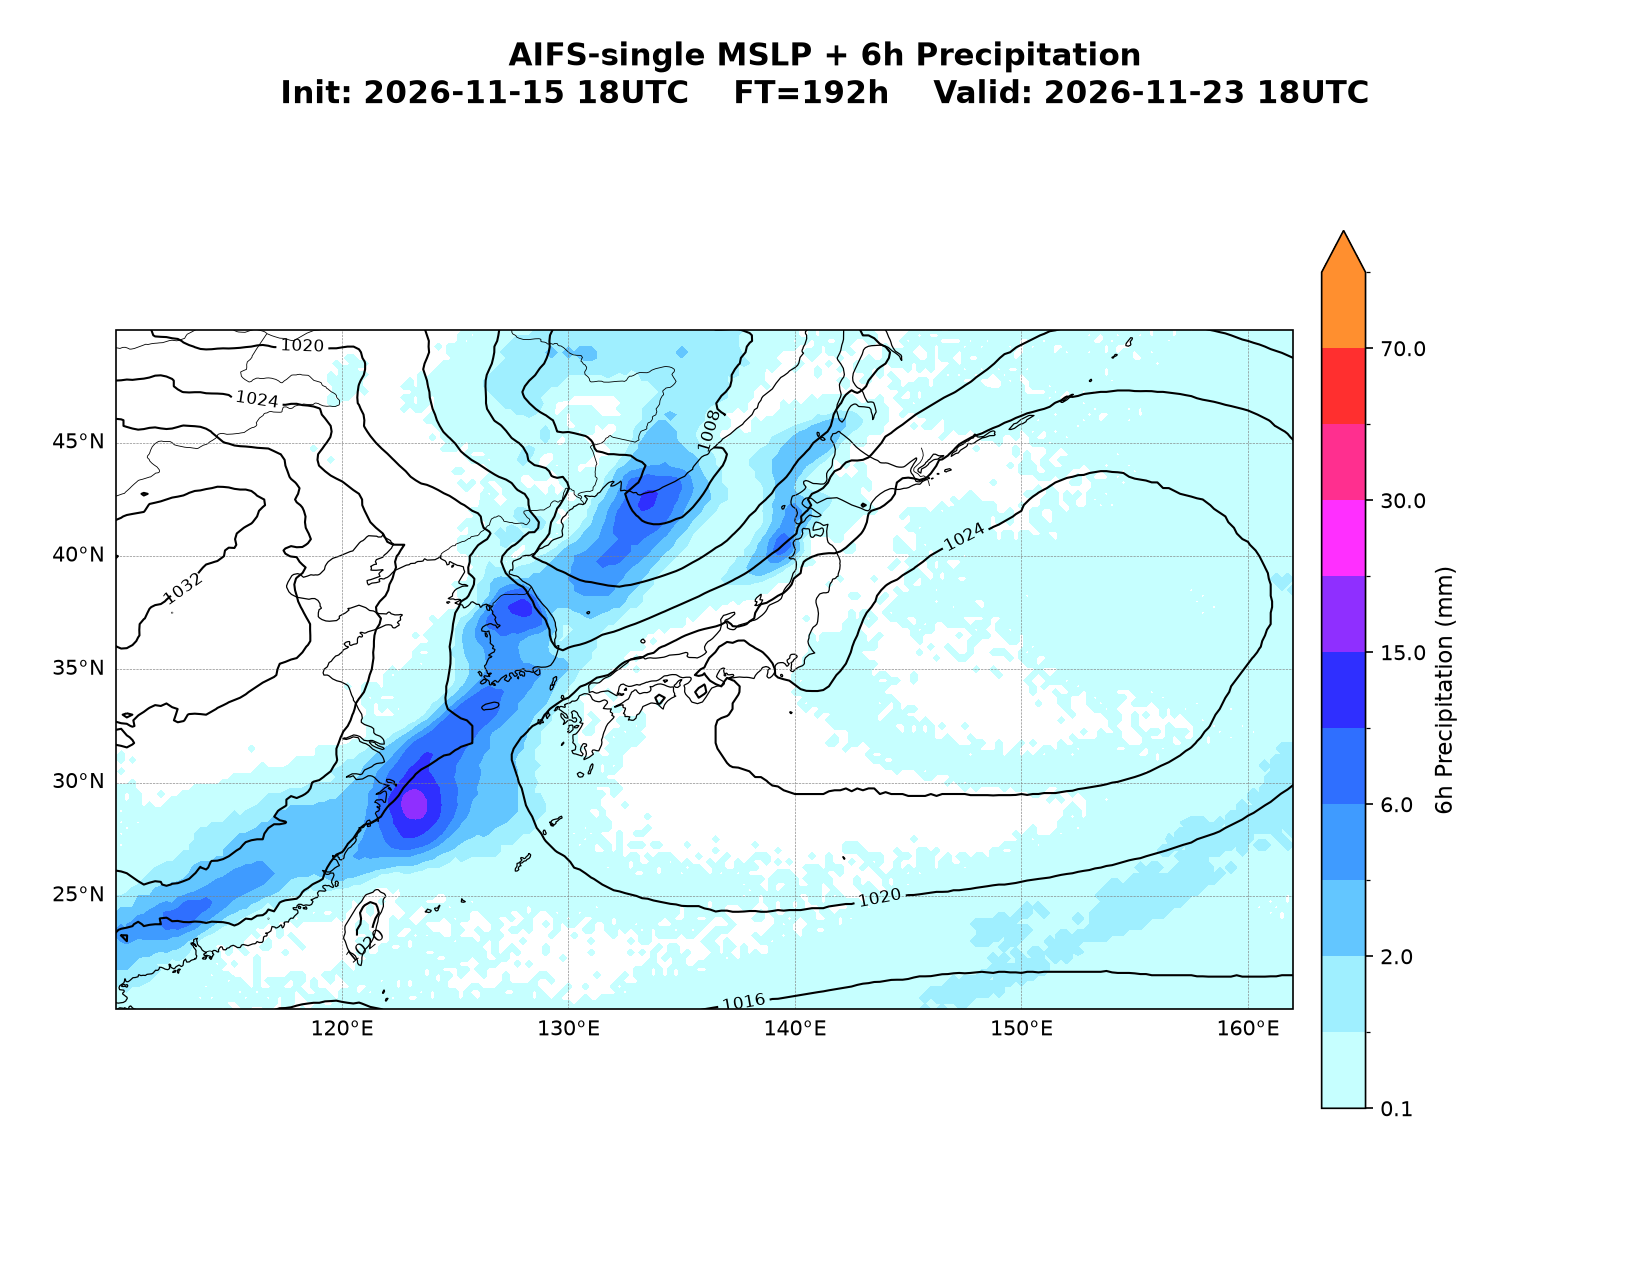 AIFS-single MSLP + 6h Precipitation
Init: 2026-11-15 18UTC    FT=192h    Valid: 2026-11-23 18UTC
1020
1024
1008
1032
1024
1020
1020
1016
45°N
40°N
35°N
30°N
25°N
120°E
130°E
140°E
150°E
160°E
70.0
30.0
15.0
6.0
2.0
0.1
6h Precipitation (mm)